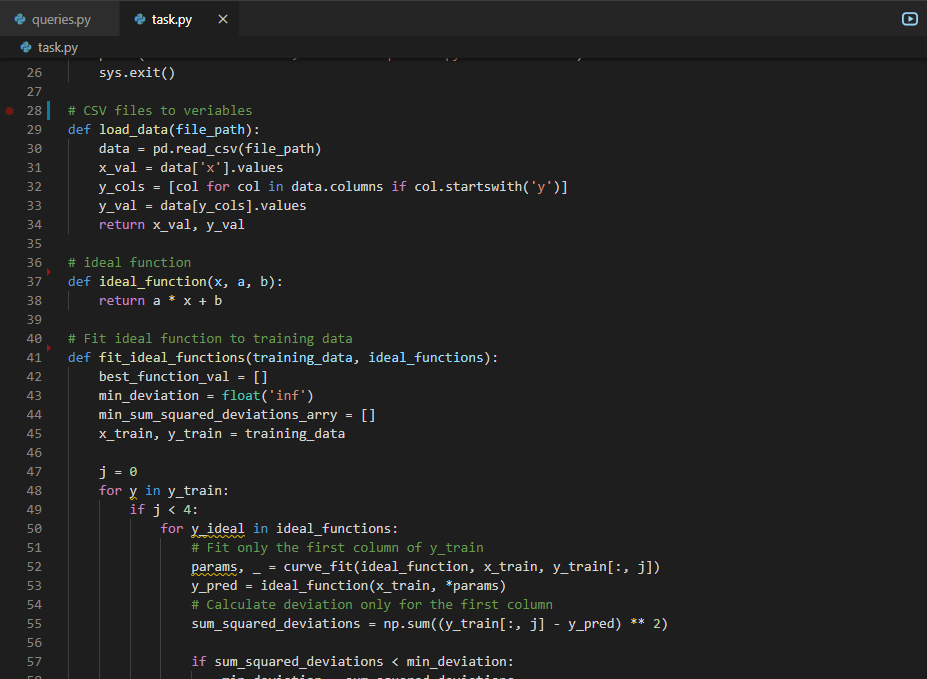 queries.py
task.py
task.py
26 sys.exit()
27
28 # CSV files to veriables
29 def load_data(file_path):
30 data = pd.read_csv(file_path)
31 x_val = data['x'].values
32 y_cols = [col for col in data.columns if col.startswith('y')]
33 y_val = data[y_cols].values
34 return x_val, y_val
35
36 # ideal function
37 def ideal_function(x, a, b):
38 return a * x + b
39
40 # Fit ideal function to training data
41 def fit_ideal_functions(training_data, ideal_functions):
42 best_function_val = []
43 min_deviation = float('inf')
44 min_sum_squared_deviations_arry = []
45 x_train, y_train = training_data
46
47 j = 0
48 for y in y_train:
49 if j < 4:
50 for y_ideal in ideal_functions:
51 # Fit only the first column of y_train
52 params, _ = curve_fit(ideal_function, x_train, y_train[:, j])
53 y_pred = ideal_function(x_train, *params)
54 # Calculate deviation only for the first column
55 sum_squared_deviations = np.sum((y_train[:, j] - y_pred) ** 2)
56
57 if sum_squared_deviations < min_deviation: